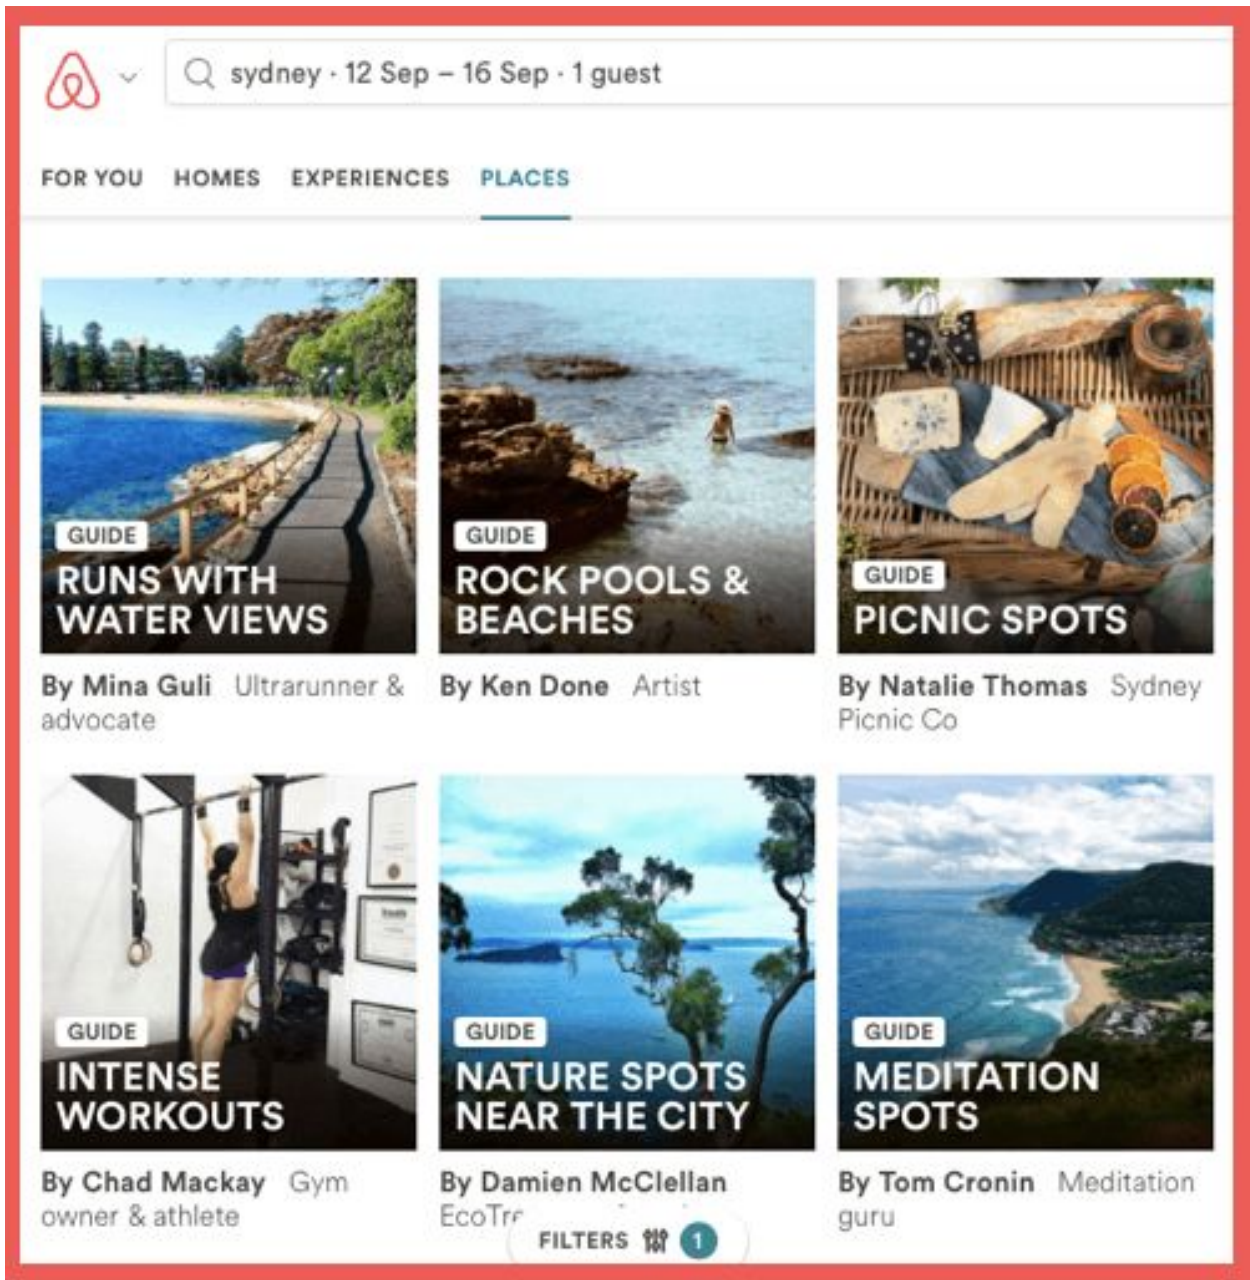 sydney · 12 Sep – 16 Sep · 1 guest
FOR YOU HOMES EXPERIENCES PLACES
GUIDE
RUNS WITH
WATER VIEWS
By Mina Guli Ultrarunner &
advocate
GUIDE
ROCK POOLS &
BEACHES
By Ken Done Artist
GUIDE
PICNIC SPOTS
By Natalie Thomas Sydney
Picnic Co
GUIDE
INTENSE
WORKOUTS
By Chad Mackay Gym
owner & athlete
GUIDE
NATURE SPOTS
NEAR THE CITY
By Damien McClellan
GUIDE
MEDITATION
SPOTS
By Tom Cronin Meditation
guru
FILTERS 1